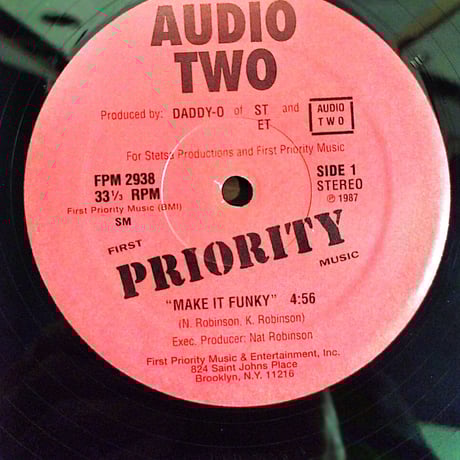 AUDIO
TWO
Produced by: DADDY-O of ST ET and AUDIO TWO
For Stetsa Productions and First Priority Music
FPM 2938
33⅓ RPM
First Priority Music (BMI)
SM
SIDE 1
STEREO
℗ 1987
FIRST
PRIORITY
MUSIC
"MAKE IT FUNKY" 4:56
(N. Robinson, K. Robinson)
Exec. Producer: Nat Robinson
First Priority Music & Entertainment, Inc.
824 Saint Johns Place
Brooklyn, N.Y. 11216